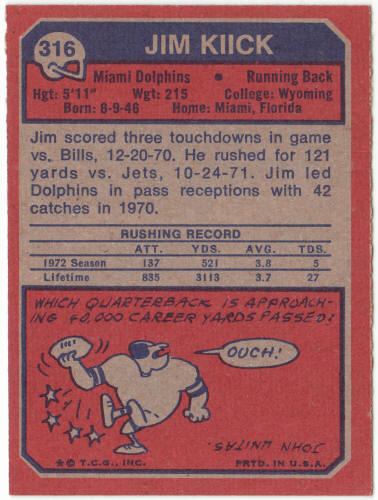 316
JIM KIICK
Miami Dolphins • Running Back
Hgt: 5'11" Wgt: 215 College: Wyoming
Born: 8-9-46 Home: Miami, Florida
Jim scored three touchdowns in game
vs. Bills, 12-20-70. He rushed for 121
yards vs. Jets, 10-24-71. Jim led
Dolphins in pass receptions with 42
catches in 1970.
RUSHING RECORD
ATT. YDS. AVG. TDS.
1972 Season 137 521 3.8 5
Lifetime 835 3113 3.7 27
WHICH QUARTERBACK IS APPROACH-
ING 40,000 CAREER YARDS PASSED?
OUCH!
JOHN UNITAS.
*© T.C.G., INC. PRTD. IN U.S.A.